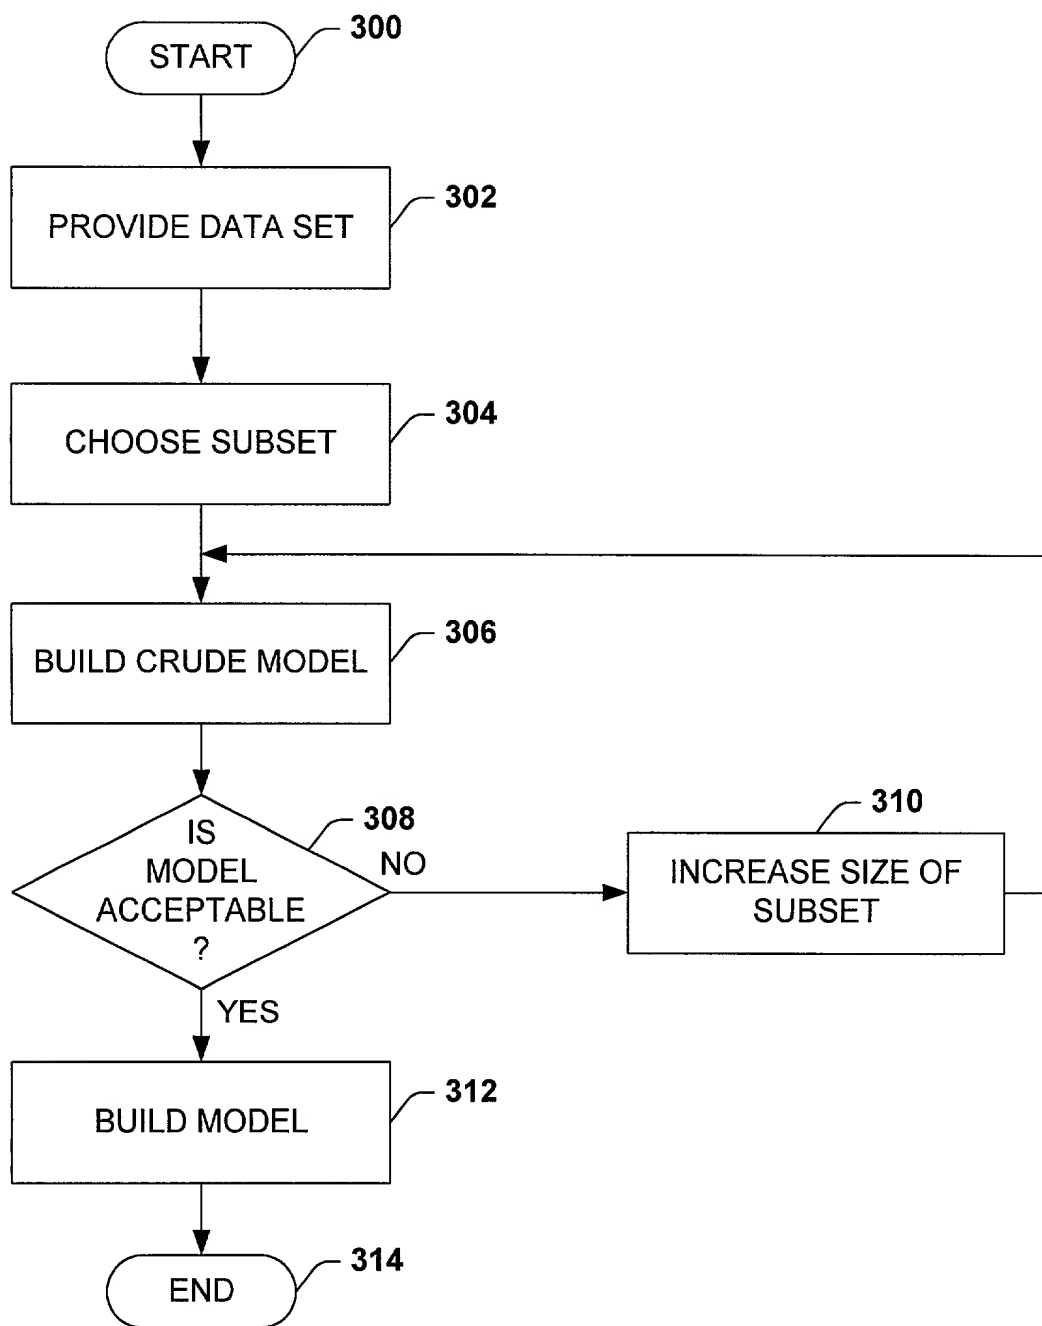 START
300
PROVIDE DATA SET
302
CHOOSE SUBSET
304
BUILD CRUDE MODEL
306
IS
MODEL
ACCEPTABLE
?
308
NO
310
INCREASE SIZE OF
SUBSET
YES
BUILD MODEL
312
END
314